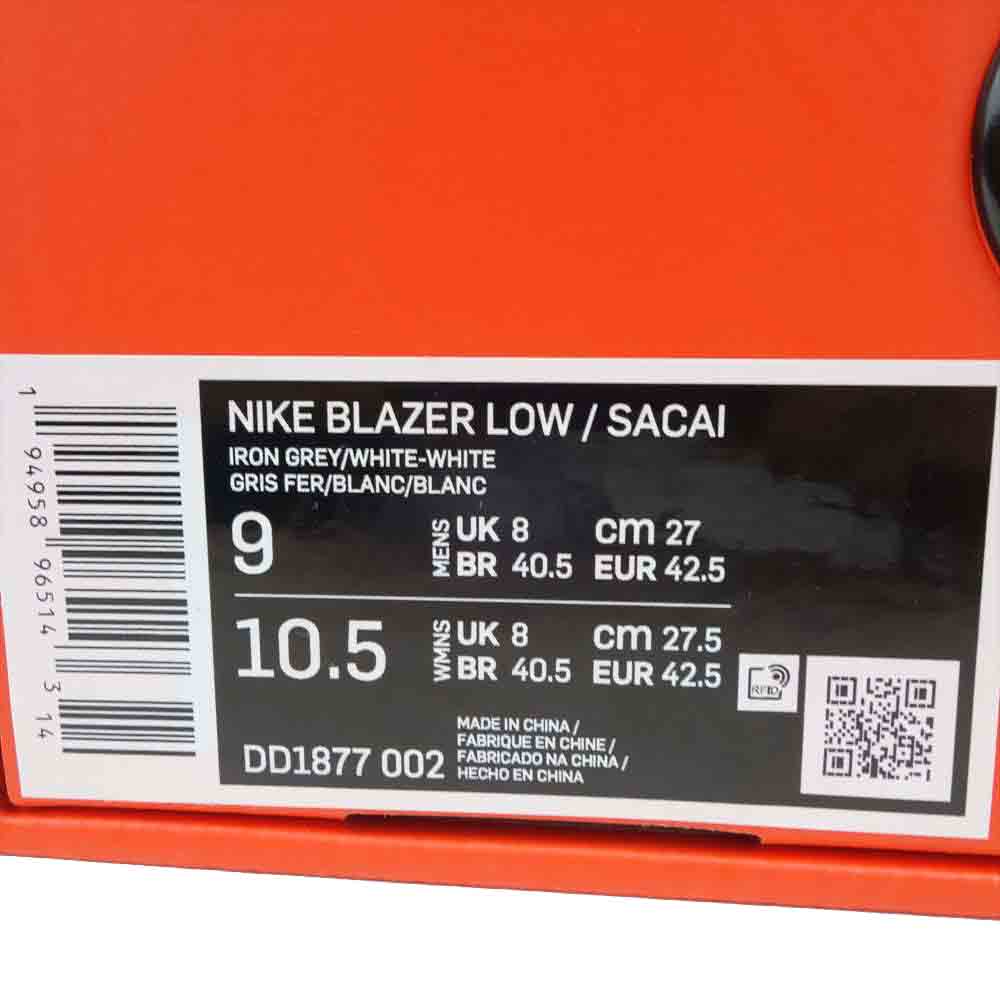 NIKE BLAZER LOW / SACAI
IRON GREY/WHITE-WHITE
GRIS FER/BLANC/BLANC
9 MENS UK 8 cm 27
BR 40.5 EUR 42.5
10.5 WMNS UK 8 cm 27.5
BR 40.5 EUR 42.5
RFID
DD1877 002
MADE IN CHINA /
FABRIQUE EN CHINE /
FABRICADO NA CHINA /
HECHO EN CHINA
1 94958 96514 3 14